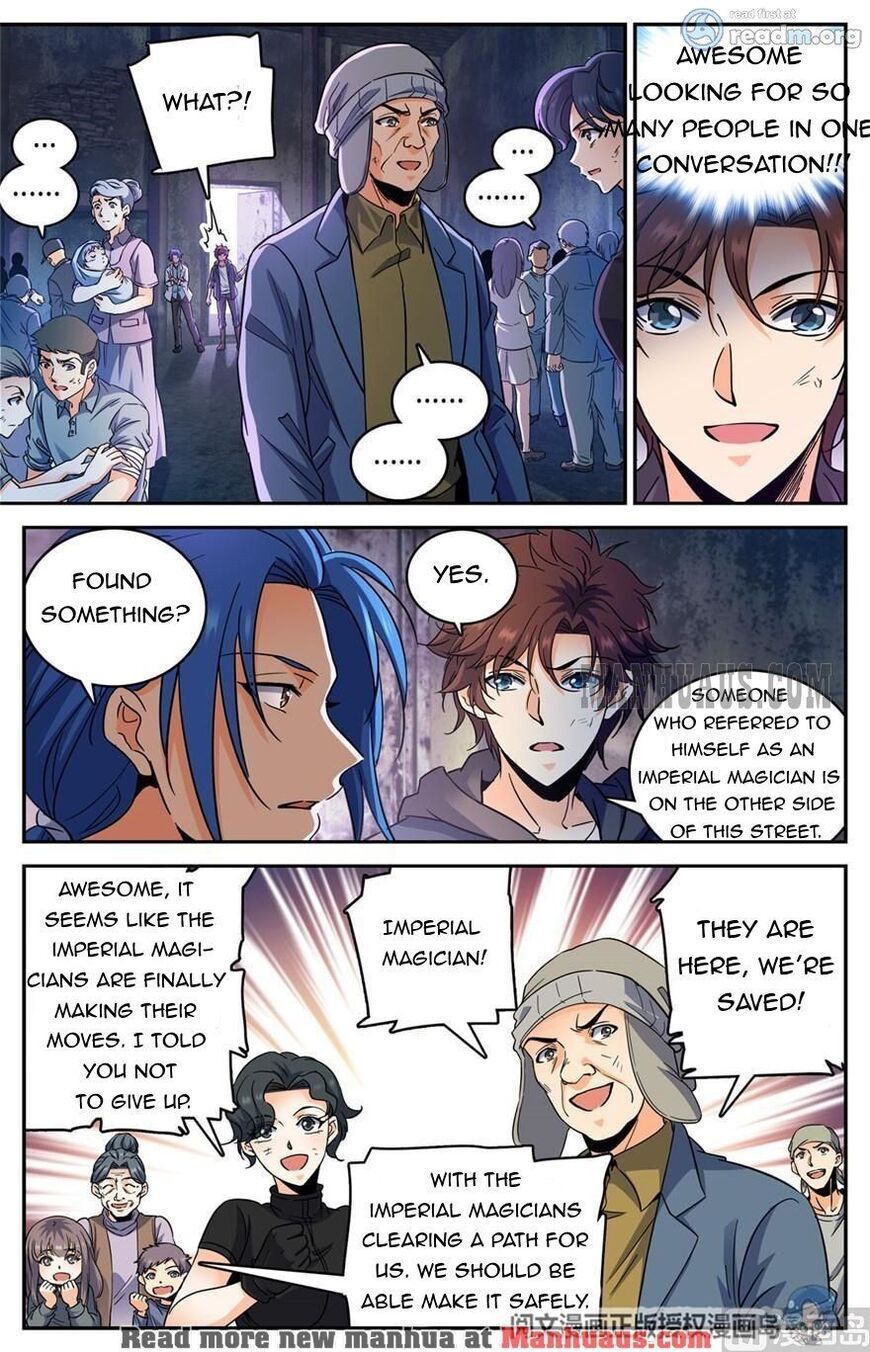 read first at
readm.org
WHAT?!
...
......
...
......
......
......
AWESOME
LOOKING FOR SO
MANY PEOPLE IN ONE
CONVERSATION!!!
FOUND
SOMETHING?
YES.
MANHUAUS.COM
SOMEONE
WHO REFERRED TO
HIMSELF AS AN
IMPERIAL MAGICIAN IS
ON THE OTHER SIDE
OF THIS STREET.
AWESOME, IT
SEEMS LIKE THE
IMPERIAL MAGI-
CIANS ARE FINALLY
MAKING THEIR
MOVES. I TOLD
YOU NOT
TO GIVE UP.
IMPERIAL
MAGICIAN!
THEY ARE
HERE, WE'RE
SAVED!
WITH THE
IMPERIAL MAGICIANS
CLEARING A PATH FOR
US. WE SHOULD BE
ABLE MAKE IT SAFELY.
阅文漫画正版授权漫画岛
Read more new manhua at Manhuaus.com